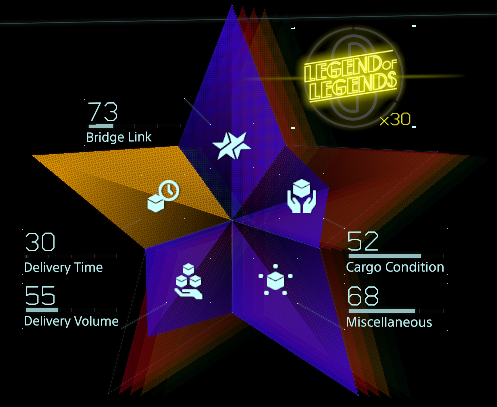 LEGEND OF
LEGENDS
×30
73
Bridge Link
30
Delivery Time
55
Delivery Volume
52
Cargo Condition
68
Miscellaneous